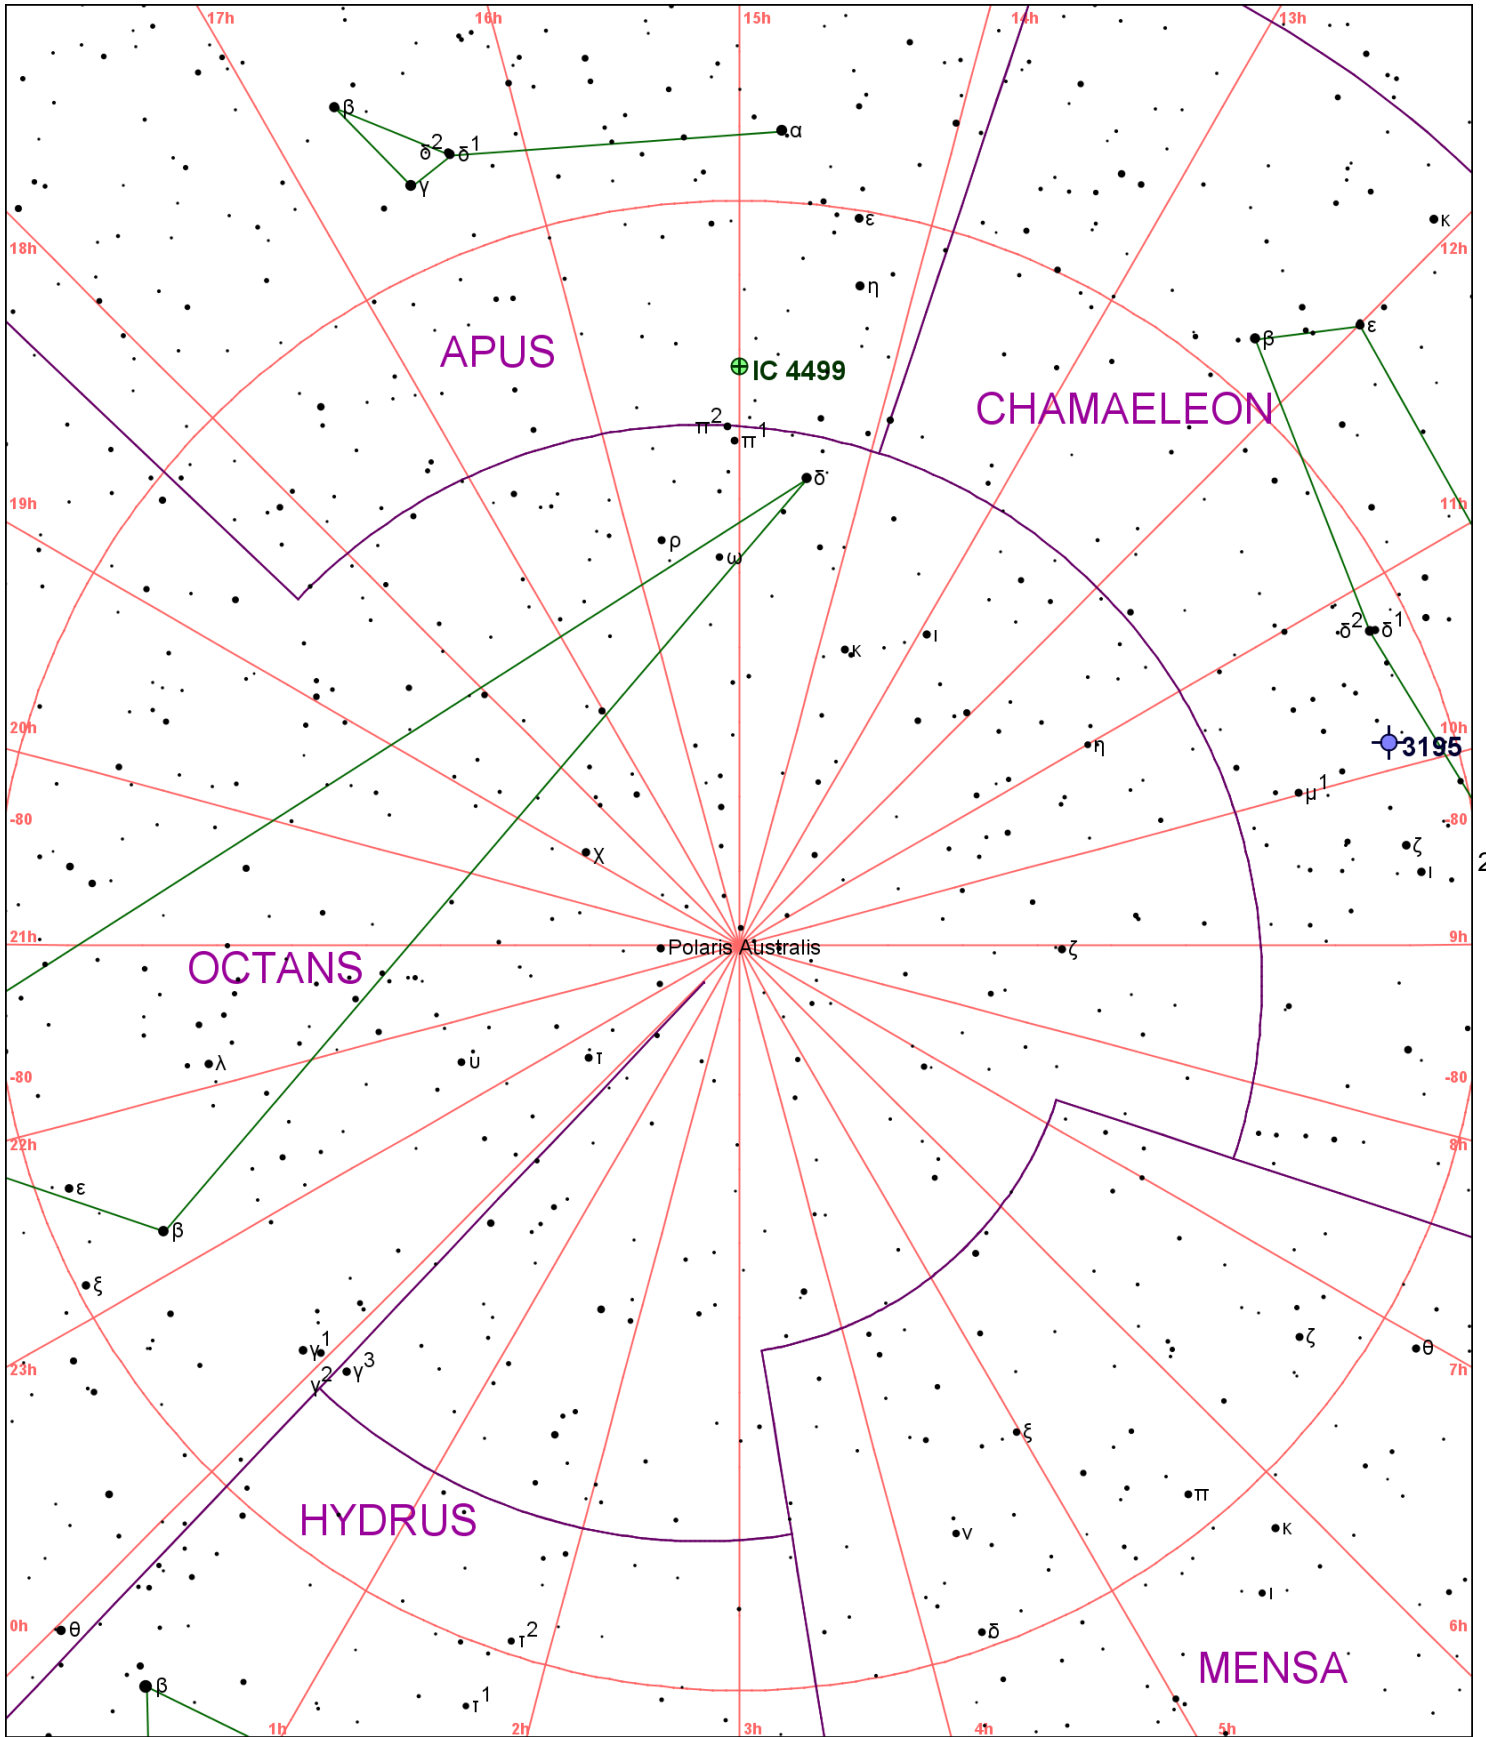 17h
16h
15h
14h
13h
β
δ² δ¹
α
γ
ε
κ
18h
12h
η
β
ε
APUS
IC 4499
CHAMAELEON
π²
π¹
δ
19h
11h
ρ
ω
δ² δ¹
ι
κ
20h
10h
η
3195
μ¹
-80
-80
ζ
χ
2
ι
21h
Polaris Australis
ζ
9h
OCTANS
λ
υ
τ
-80
-80
22h
8h
ε
β
ξ
γ¹
ζ
θ
23h
γ² γ³
7h
ξ
π
HYDRUS
ν
κ
ι
0h
θ
τ²
δ
6h
MENSA
β
τ¹
1h
2h
3h
4h
5h